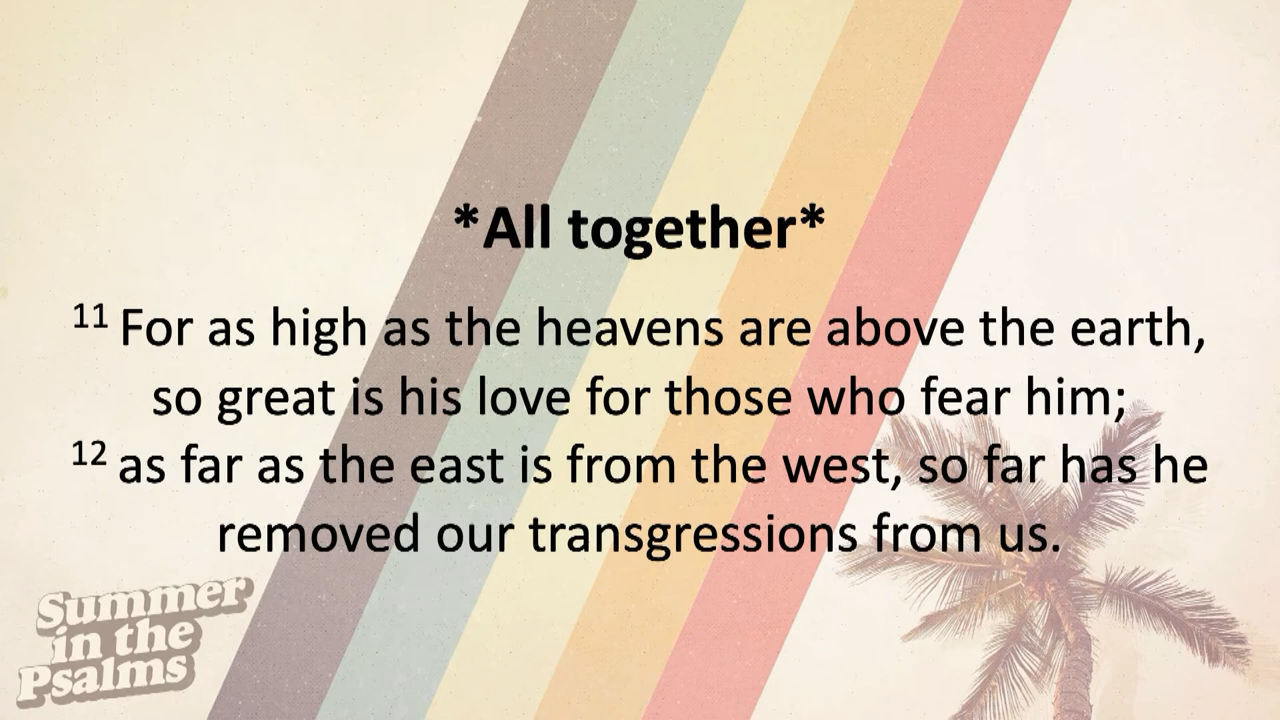 *All together*
11 For as high as the heavens are above the earth,
so great is his love for those who fear him;
12 as far as the east is from the west, so far has he
removed our transgressions from us.
Summer
in the
Psalms